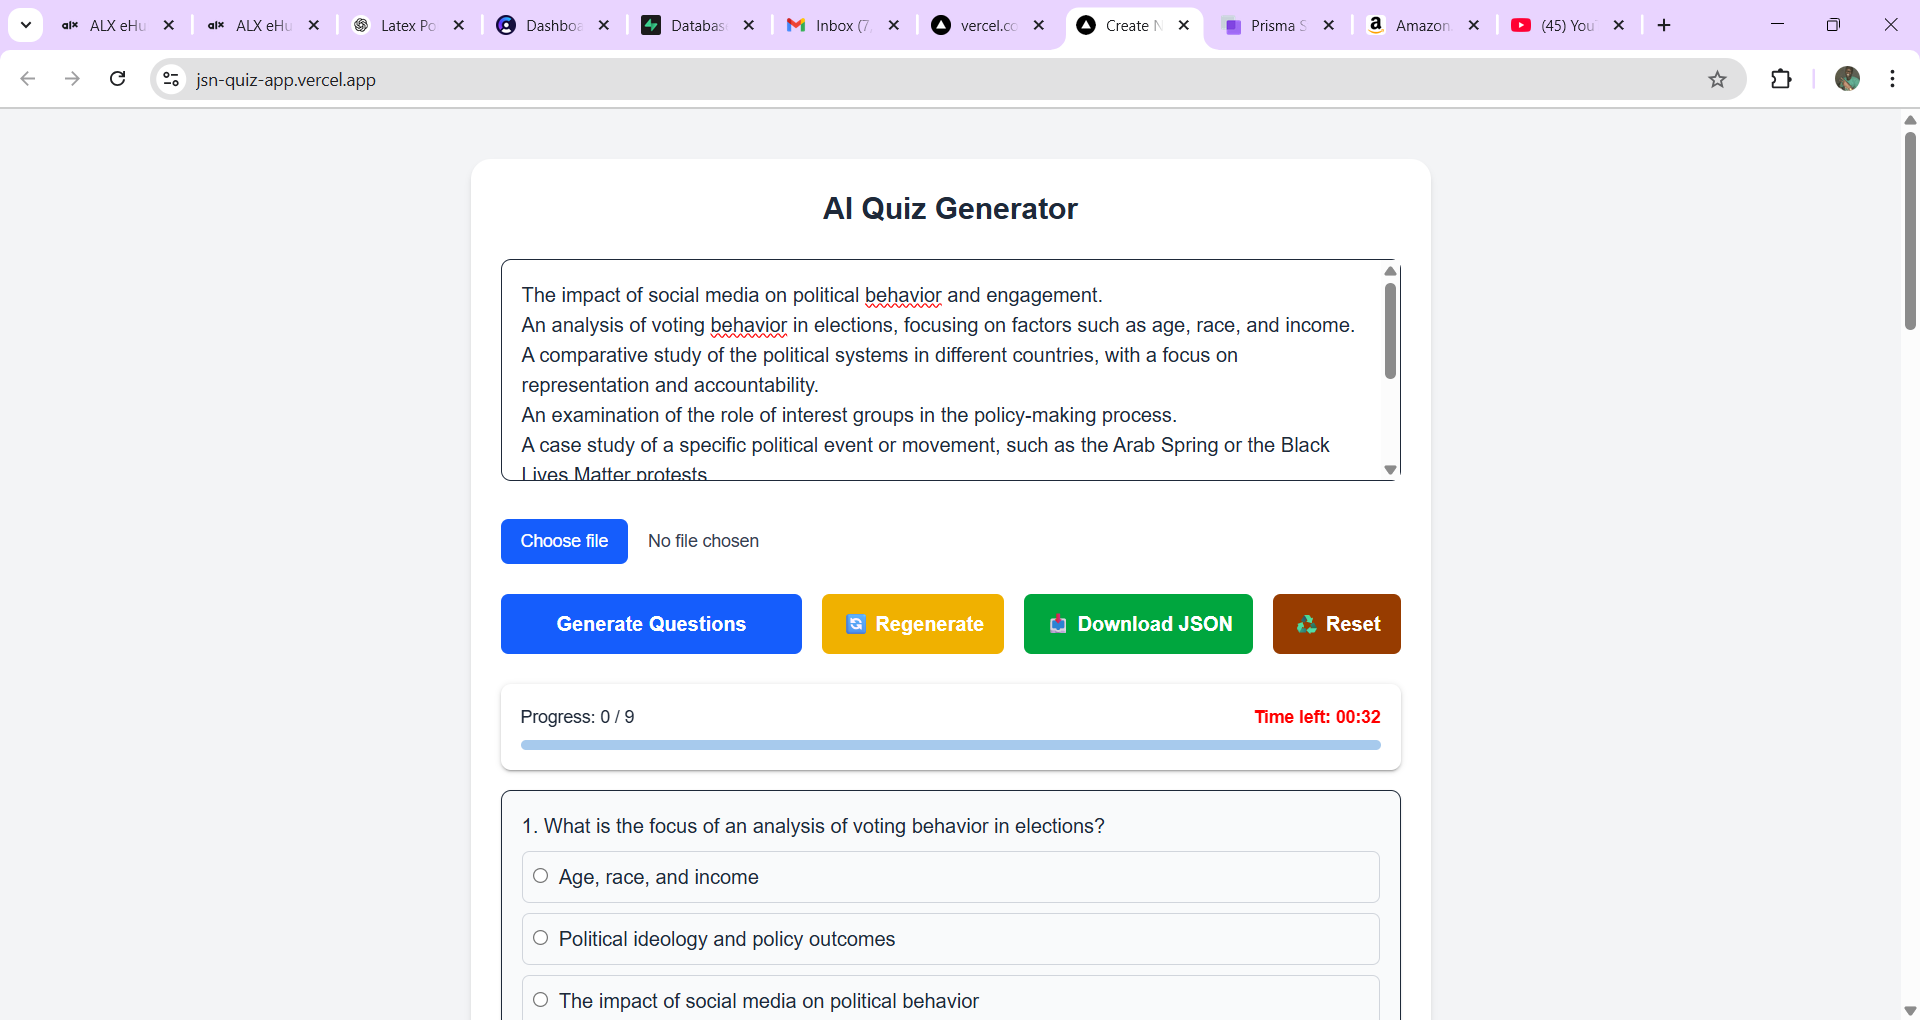 ALX eHu
ALX eHu
Latex Po
Dashboa
Databas
Inbox (7,
vercel.co
Create N
Prisma S
Amazon.
(45) You
jsn-quiz-app.vercel.app
AI Quiz Generator
The impact of social media on political behavior and engagement.
An analysis of voting behavior in elections, focusing on factors such as age, race, and income.
A comparative study of the political systems in different countries, with a focus on
representation and accountability.
An examination of the role of interest groups in the policy-making process.
A case study of a specific political event or movement, such as the Arab Spring or the Black
Lives Matter protests
Choose file
No file chosen
Generate Questions
Regenerate
Download JSON
Reset
Progress: 0 / 9
Time left: 00:32
1. What is the focus of an analysis of voting behavior in elections?
Age, race, and income
Political ideology and policy outcomes
The impact of social media on political behavior